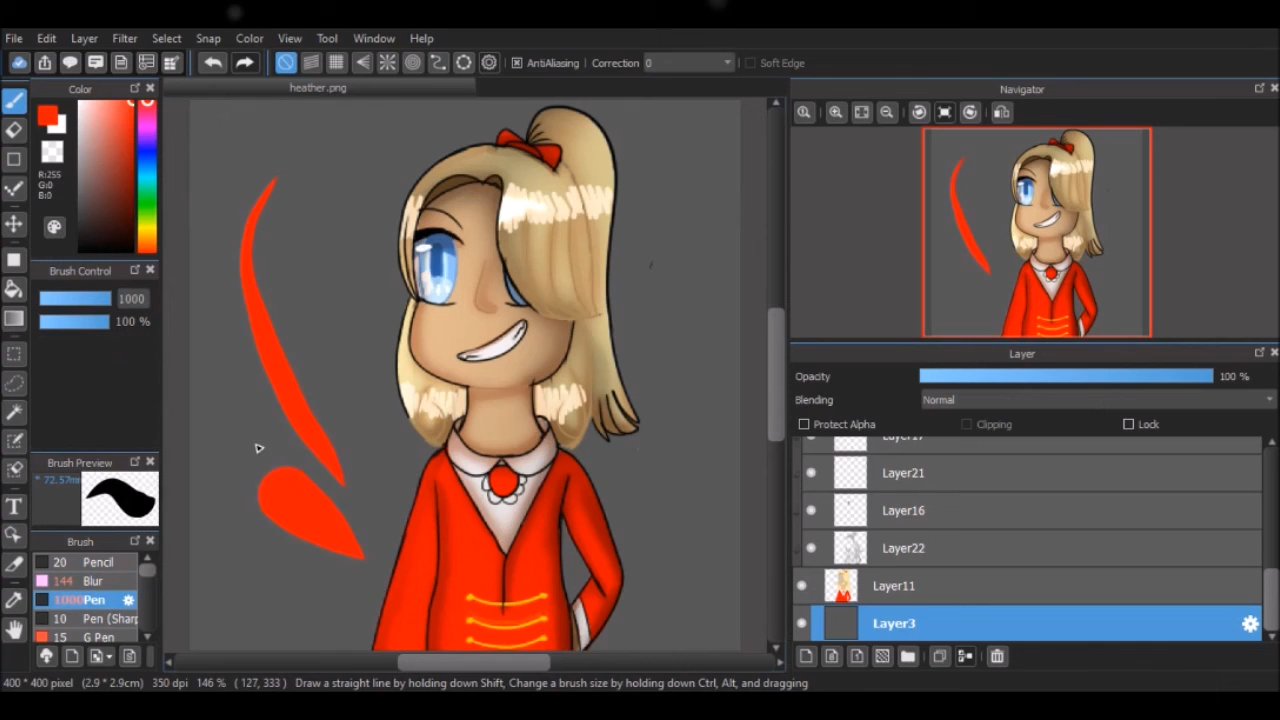 File Edit Layer Filter Select Snap Color View Tool Window Help
AntiAliasing Correction 0 Soft Edge
Color
heather.png
Navigator
R:255
G:0
B:0
Brush Control
1000
100 %
Layer
Opacity 100 %
Blending Normal
Protect Alpha Clipping Lock
Layer17
Layer21
Layer16
Layer22
Layer11
Layer3
Brush Preview
Brush
20 Pencil
144 Blur
1000 Pen
10 Pen (Shar
15 G Pen
T
400 * 400 pixel (2.9 * 2.9cm) 350 dpi 146 % ( 127, 333 ) Draw a straight line by holding down Shift, Change a brush size by holding down Ctrl, Alt, and dragging